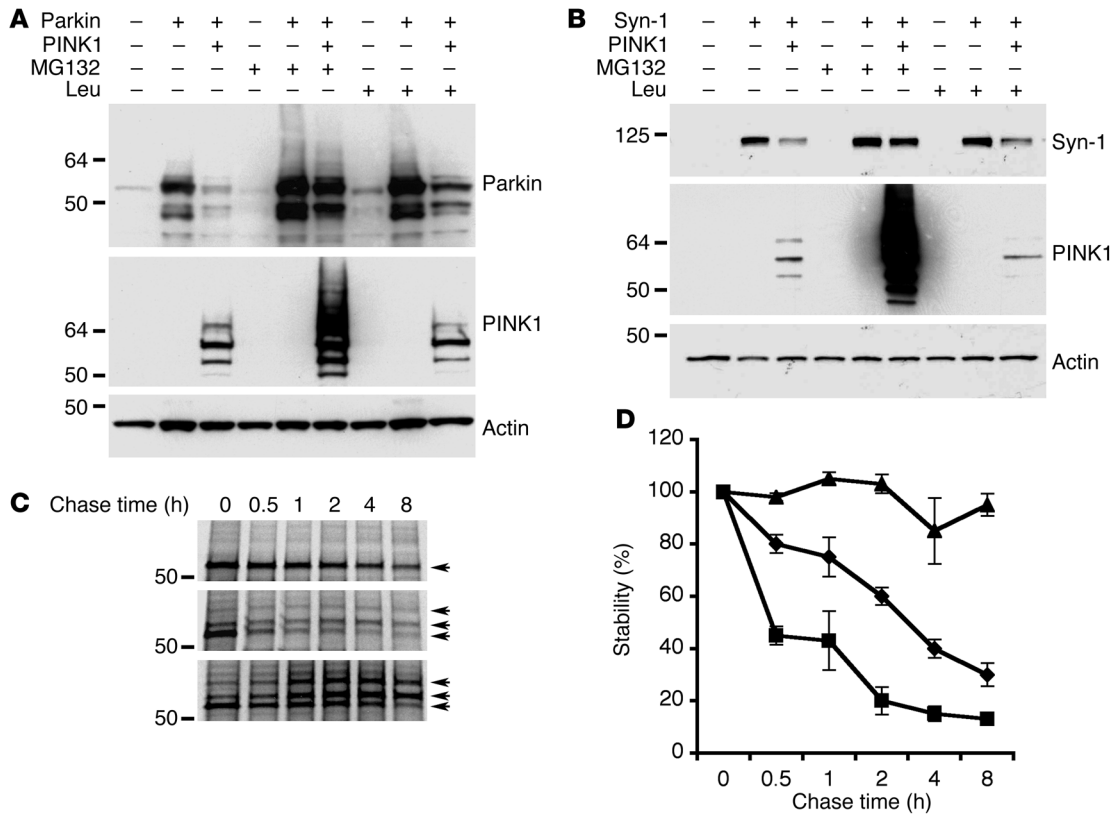 A
Parkin – + + – + + – + +
PINK1 – – + – – + – – +
MG132 – – – + + + – – –
Leu – – – – – – + + +
64
50
Parkin
64
50
PINK1
50
Actin
B
Syn-1 – + + – + + – + +
PINK1 – – + – – + – – +
MG132 – – – + + + – – –
Leu – – – – – – + + +
125
Syn-1
64
50
PINK1
50
Actin
C
Chase time (h) 0 0.5 1 2 4 8
50
50
50
D
120
100
80
60
40
20
0
Stability (%)
0 0.5 1 2 4 8
Chase time (h)